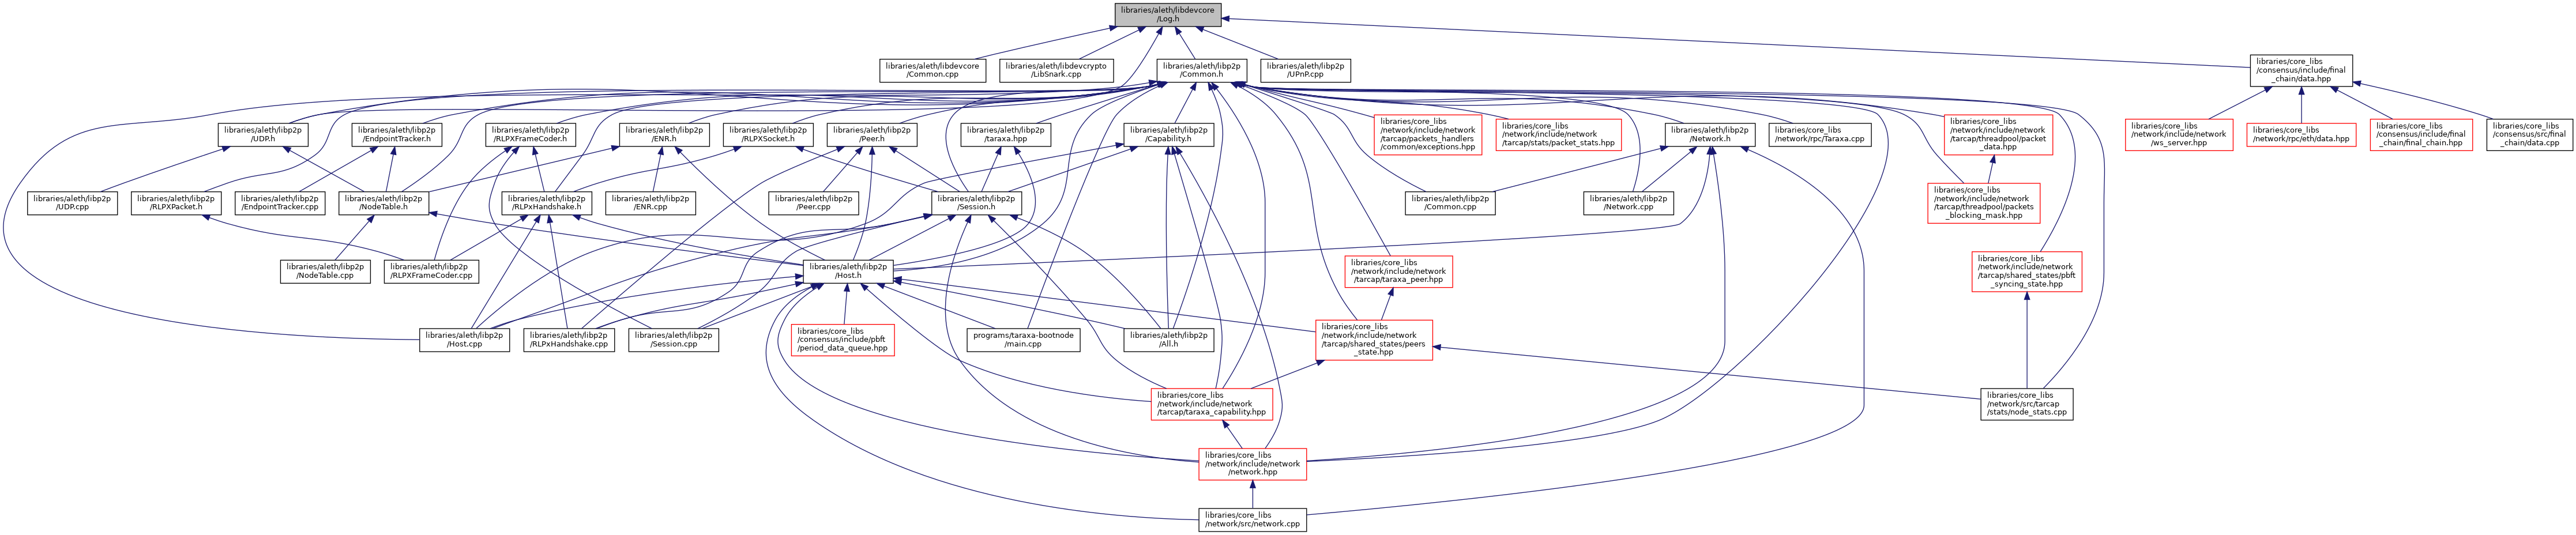 libraries/aleth/libdevcore
/Log.h
libraries/aleth/libdevcore
/Common.cpp
libraries/aleth/libdevcrypto
/LibSnark.cpp
libraries/aleth/libp2p
/Common.h
libraries/aleth/libp2p
/UPnP.cpp
libraries/core_libs
/consensus/include/final
_chain/data.hpp
libraries/aleth/libp2p
/UDP.h
libraries/aleth/libp2p
/EndpointTracker.h
libraries/aleth/libp2p
/RLPXFrameCoder.h
libraries/aleth/libp2p
/ENR.h
libraries/aleth/libp2p
/RLPXSocket.h
libraries/aleth/libp2p
/Peer.h
libraries/aleth/libp2p
/taraxa.hpp
libraries/aleth/libp2p
/Capability.h
libraries/core_libs
/network/include/network
/tarcap/packets_handlers
/common/exceptions.hpp
libraries/core_libs
/network/include/network
/tarcap/stats/packet_stats.hpp
libraries/aleth/libp2p
/Network.h
libraries/core_libs
/network/rpc/Taraxa.cpp
libraries/core_libs
/network/include/network
/tarcap/threadpool/packet
_data.hpp
libraries/core_libs
/network/include/network
/ws_server.hpp
libraries/core_libs
/network/rpc/eth/data.hpp
libraries/core_libs
/consensus/include/final
_chain/final_chain.hpp
libraries/core_libs
/consensus/src/final
_chain/data.cpp
libraries/aleth/libp2p
/UDP.cpp
libraries/aleth/libp2p
/RLPXPacket.h
libraries/aleth/libp2p
/EndpointTracker.cpp
libraries/aleth/libp2p
/NodeTable.h
libraries/aleth/libp2p
/RLPxHandshake.h
libraries/aleth/libp2p
/ENR.cpp
libraries/aleth/libp2p
/Peer.cpp
libraries/aleth/libp2p
/Session.h
libraries/aleth/libp2p
/Common.cpp
libraries/aleth/libp2p
/Network.cpp
libraries/core_libs
/network/include/network
/tarcap/threadpool/packets
_blocking_mask.hpp
libraries/aleth/libp2p
/NodeTable.cpp
libraries/aleth/libp2p
/RLPXFrameCoder.cpp
libraries/aleth/libp2p
/Host.h
libraries/core_libs
/network/include/network
/tarcap/taraxa_peer.hpp
libraries/core_libs
/network/include/network
/tarcap/shared_states/pbft
_syncing_state.hpp
libraries/aleth/libp2p
/Host.cpp
libraries/aleth/libp2p
/RLPxHandshake.cpp
libraries/aleth/libp2p
/Session.cpp
libraries/core_libs
/consensus/include/pbft
/period_data_queue.hpp
programs/taraxa-bootnode
/main.cpp
libraries/aleth/libp2p
/All.h
libraries/core_libs
/network/include/network
/tarcap/shared_states/peers
_state.hpp
libraries/core_libs
/network/include/network
/tarcap/taraxa_capability.hpp
libraries/core_libs
/network/src/tarcap
/stats/node_stats.cpp
libraries/core_libs
/network/include/network
/network.hpp
libraries/core_libs
/network/src/network.cpp